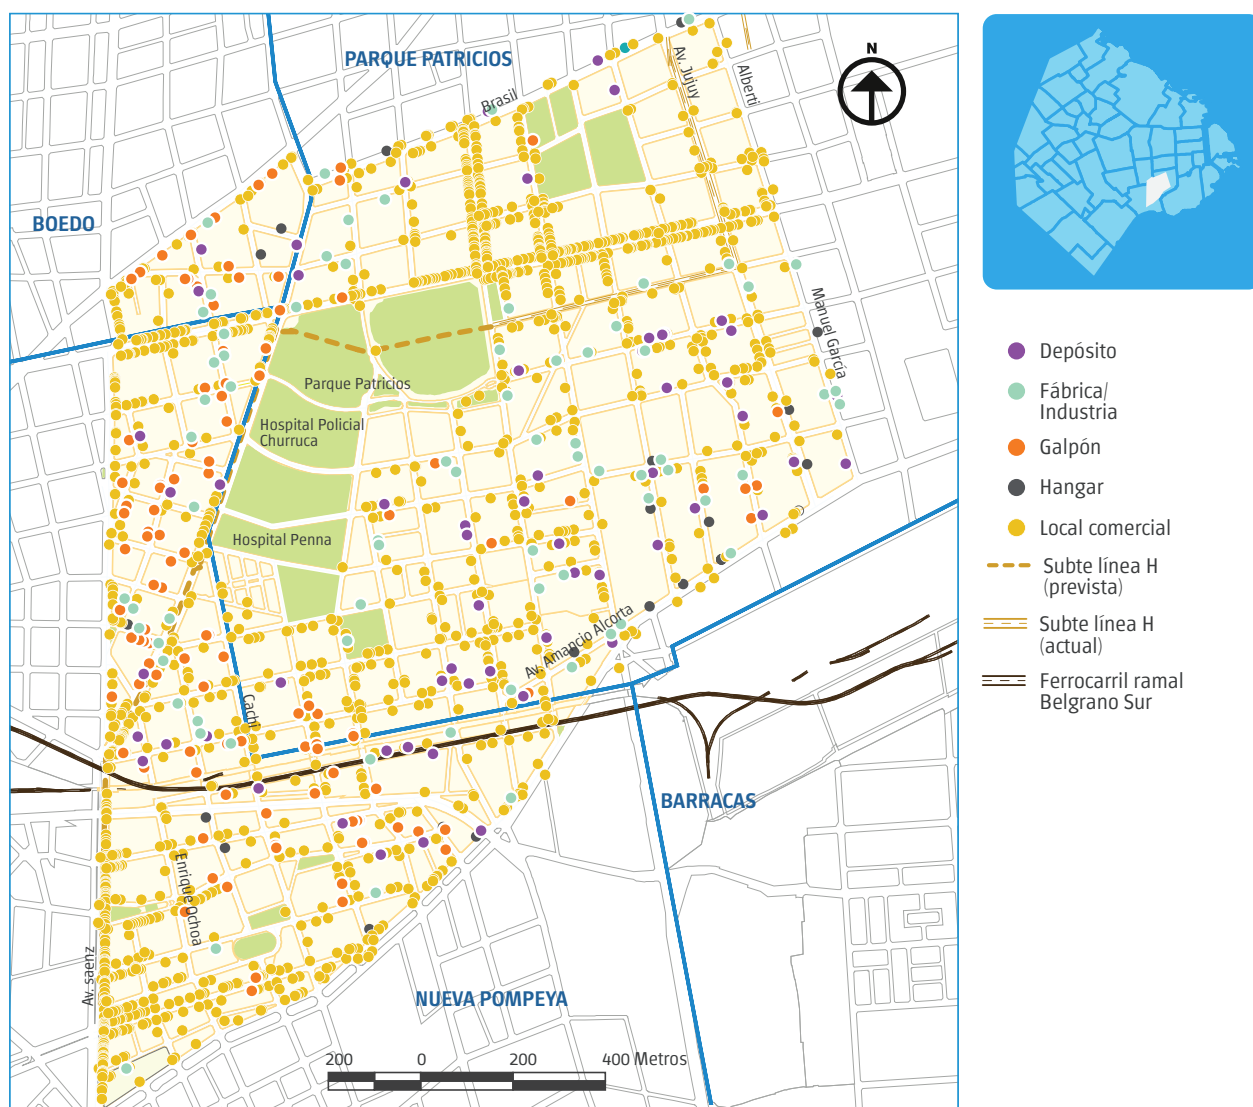 PARQUE PATRICIOS
N
Brasil
Av. Jujuy
Alberti
BOEDO
Manuel García
Parque Patricios
Hospital Policial
Churruca
Hospital Penna
Av. Amancio Alcorta
Cachi
BARRACAS
Enrique Ochoa
Av. saenz
NUEVA POMPEYA
200 0 200 400 Metros
Depósito
Fábrica/
Industria
Galpón
Hangar
Local comercial
Subte línea H
(prevista)
Subte línea H
(actual)
Ferrocarril ramal
Belgrano Sur